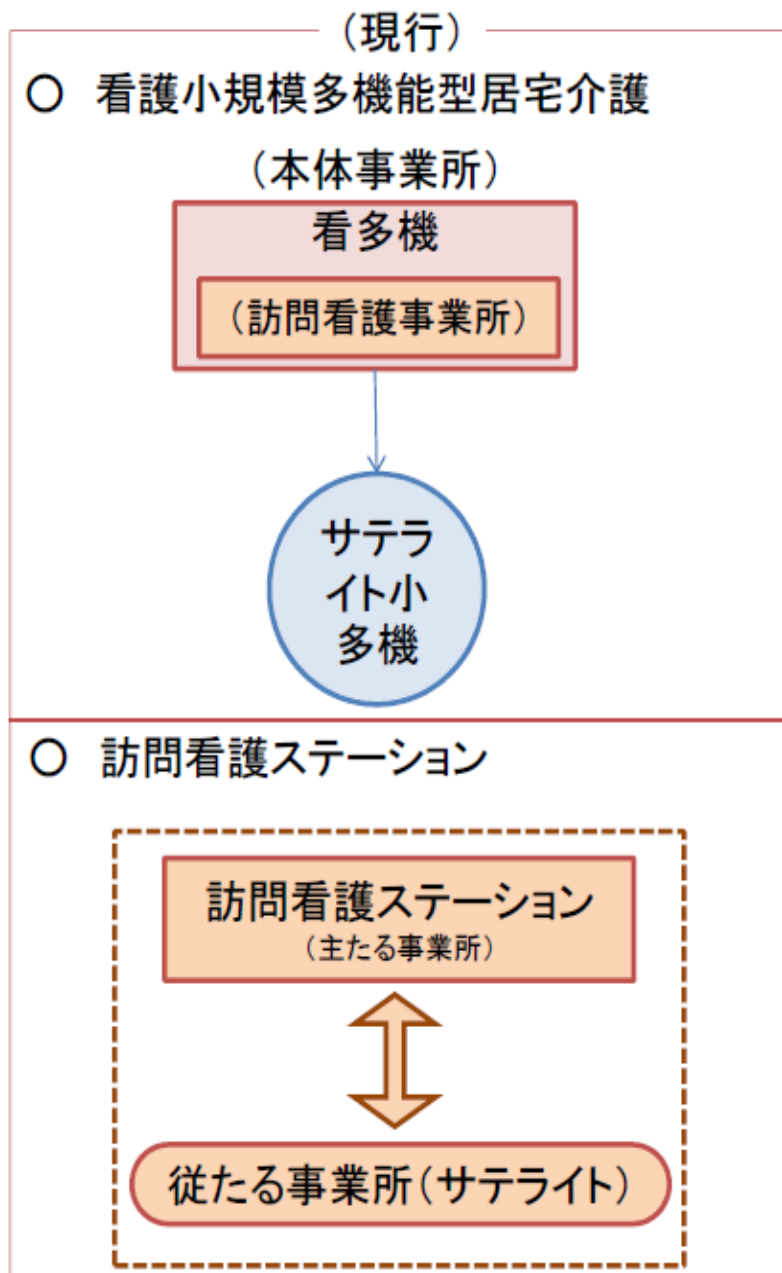 （現行）
○　看護小規模多機能型居宅介護
（本体事業所）
看多機
（訪問看護事業所）
サテラ
イト小
多機
○　訪問看護ステーション
訪問看護ステーション
（主たる事業所）
従たる事業所（サテライト）